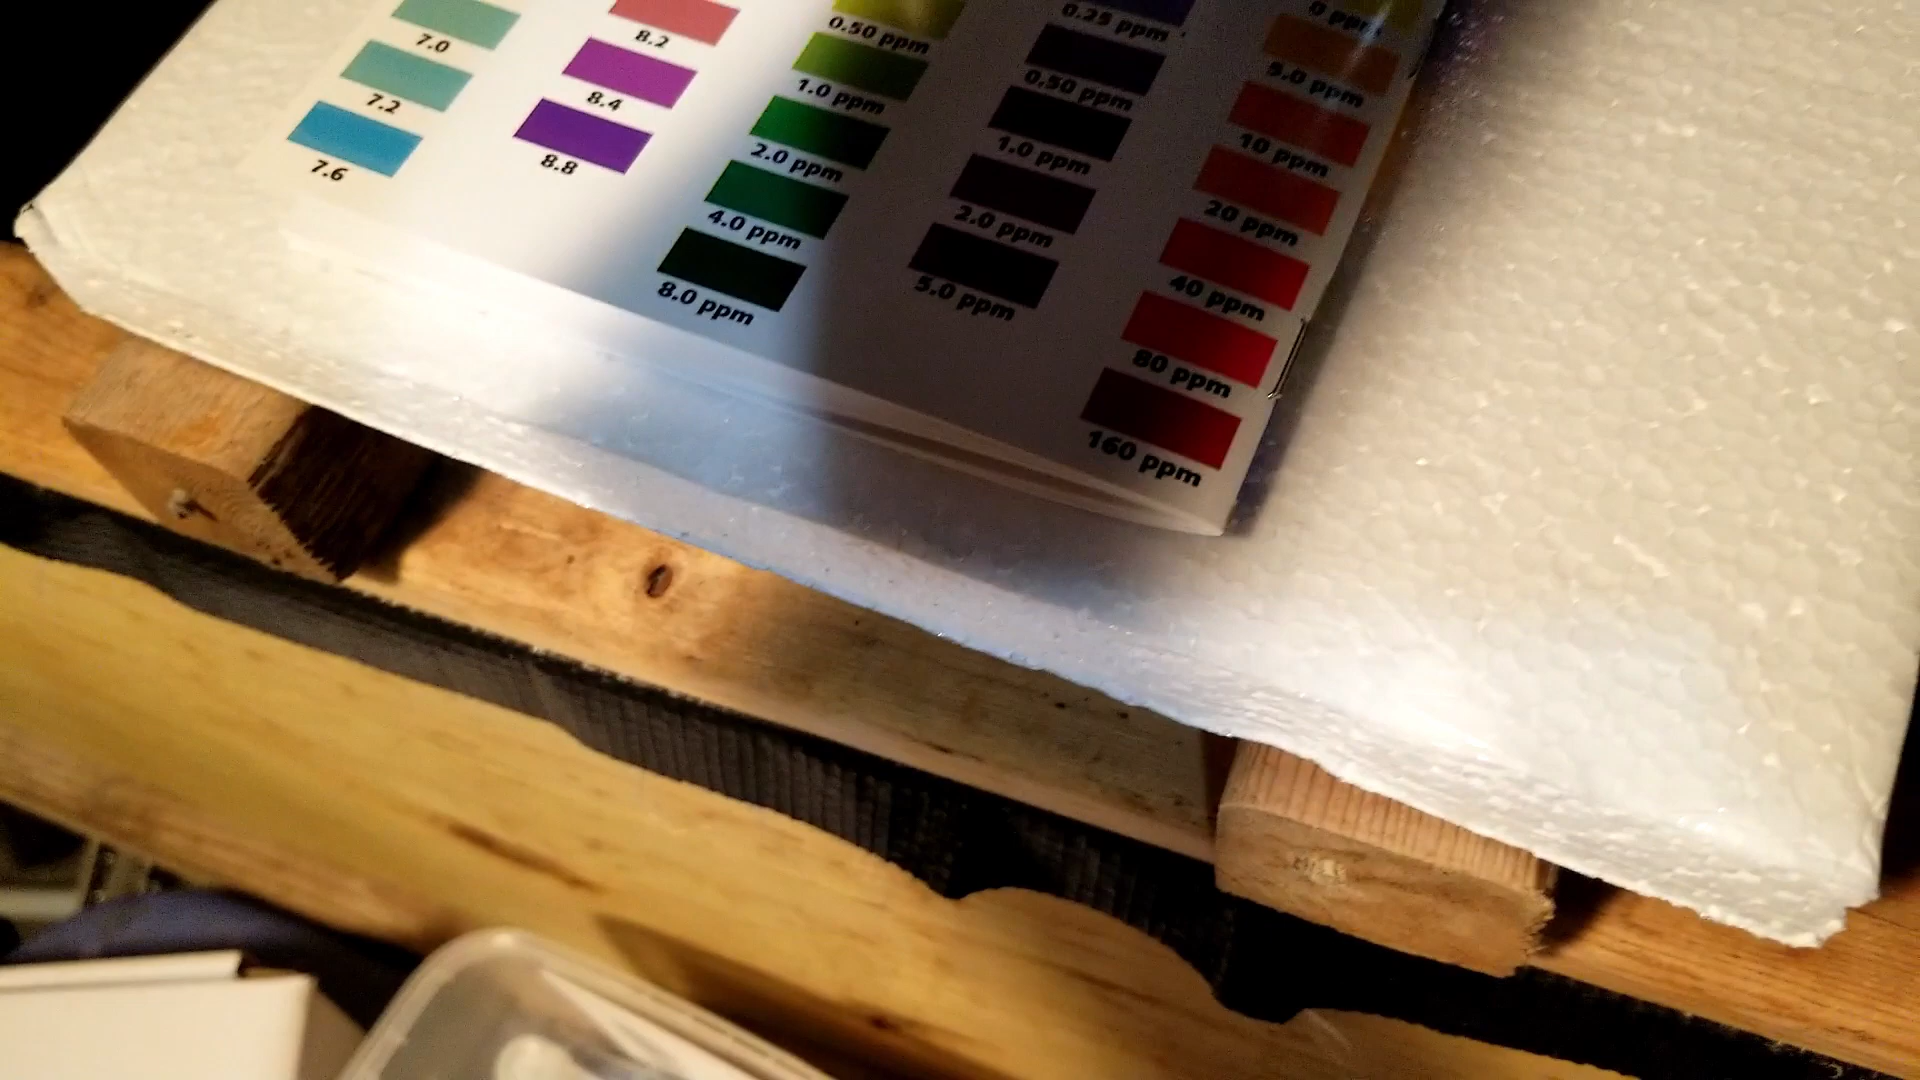 7.0
7.2
7.6
8.2
8.4
8.8
0.50 ppm
1.0 ppm
2.0 ppm
4.0 ppm
8.0 ppm
0.25 ppm
0.50 ppm
1.0 ppm
2.0 ppm
5.0 ppm
0 ppm
5.0 ppm
10 ppm
20 ppm
40 ppm
80 ppm
160 ppm